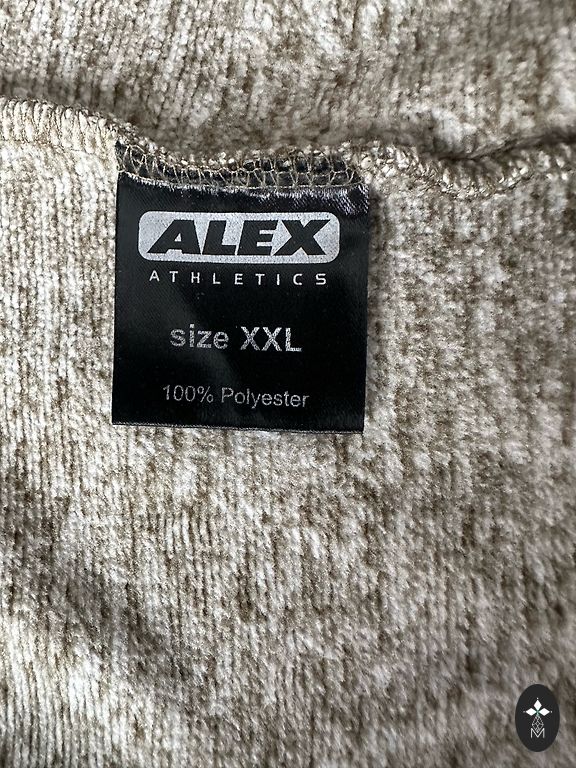 ALEX
ATHLETICS
size XXL
100% Polyester
M